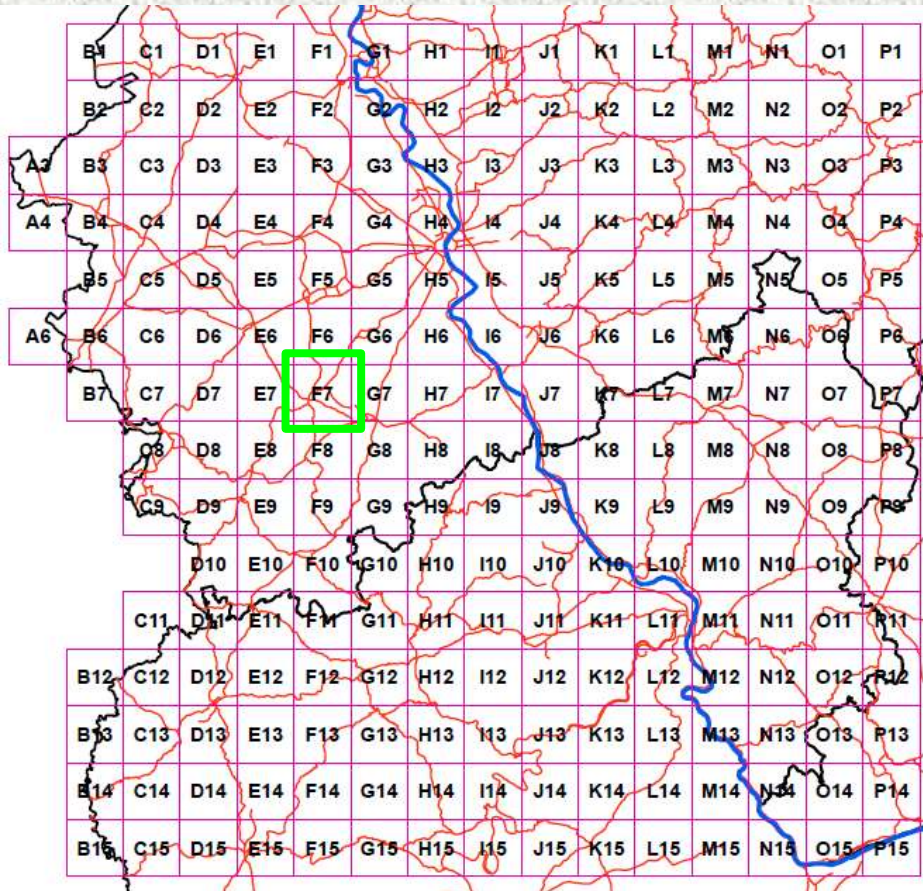 B1 C1 D1 E1 F1 G1 H1 I1 J1 K1 L1 M1 N1 O1 P1
B2 C2 D2 E2 F2 G2 H2 I2 J2 K2 L2 M2 N2 O2 P2
A3 B3 C3 D3 E3 F3 G3 H3 I3 J3 K3 L3 M3 N3 O3 P3
A4 B4 C4 D4 E4 F4 G4 H4 I4 J4 K4 L4 M4 N4 O4 P4
B5 C5 D5 E5 F5 G5 H5 I5 J5 K5 L5 M5 N5 O5 P5
A6 B6 C6 D6 E6 F6 G6 H6 I6 J6 K6 L6 M6 N6 O6 P6
B7 C7 D7 E7 F7 G7 H7 I7 J7 K7 L7 M7 N7 O7 P7
C8 D8 E8 F8 G8 H8 I8 J8 K8 L8 M8 N8 O8 P8
C9 D9 E9 F9 G9 H9 I9 J9 K9 L9 M9 N9 O9 P9
D10 E10 F10 G10 H10 I10 J10 K10 L10 M10 N10 O10 P10
C11 D11 E11 F11 G11 H11 I11 J11 K11 L11 M11 N11 O11 P11
B12 C12 D12 E12 F12 G12 H12 I12 J12 K12 L12 M12 N12 O12 P12
B13 C13 D13 E13 F13 G13 H13 I13 J13 K13 L13 M13 N13 O13 P13
B14 C14 D14 E14 F14 G14 H14 I14 J14 K14 L14 M14 N14 O14 P14
B15 C15 D15 E15 F15 G15 H15 I15 J15 K15 L15 M15 N15 O15 P15